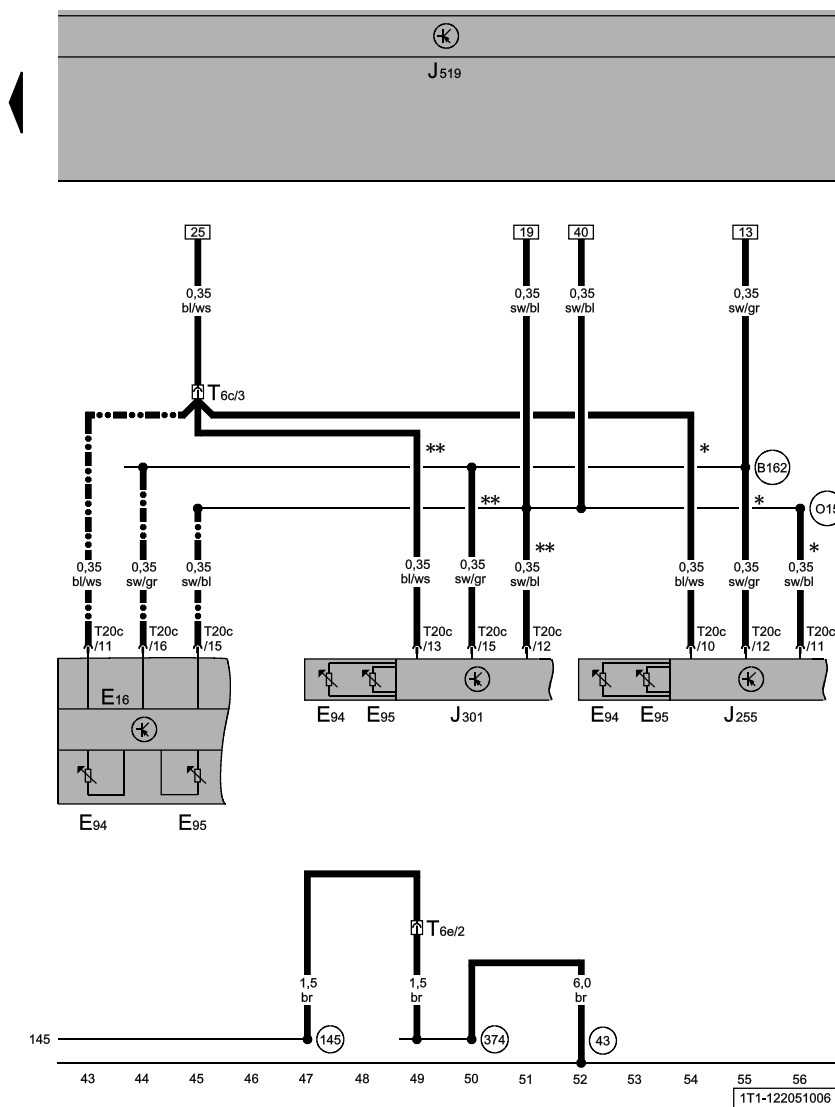 J519
25 19 40 13
0,35 0,35 0,35 0,35
bl/ws sw/bl sw/bl sw/gr
T6c/3
** *
B162
** *
O15
** *
0,35 0,35 0,35 0,35 0,35 0,35 0,35 0,35 0,35
bl/ws sw/gr sw/bl bl/ws sw/gr sw/bl bl/ws sw/gr sw/bl
T20c T20c T20c T20c T20c T20c T20c T20c T20c
/11 /16 /15 /13 /15 /12 /10 /12 /11
E16
E94 E95 J301 E94 E95 J255
E94 E95
T6e/2
1,5 1,5 6,0
br br br
145 145 374 43
43 44 45 46 47 48 49 50 51 52 53 54 55 56
1T1-122051006